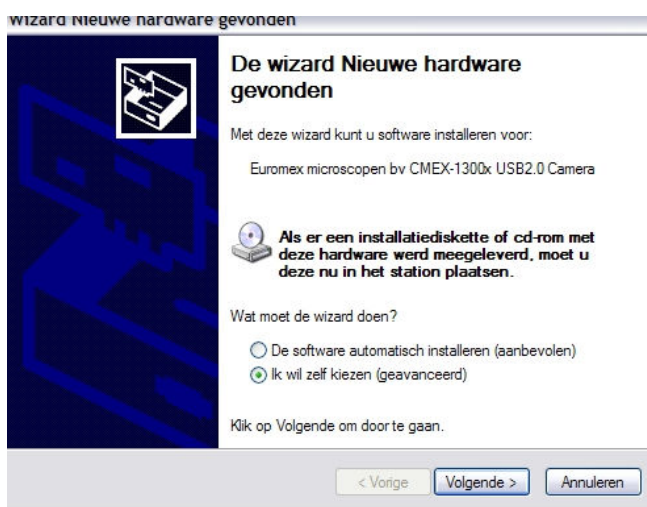 Wizard Nieuwe hardware gevonden
De wizard Nieuwe hardware
gevonden
Met deze wizard kunt u software installeren voor:
Euromex microscopen bv CMEX-1300x USB2.0 Camera
Als er een installatiediskette of cd-rom met
deze hardware werd meegeleverd, moet u
deze nu in het station plaatsen.
Wat moet de wizard doen?
De software automatisch installeren (aanbevolen)
Ik wil zelf kiezen (geavanceerd)
Klik op Volgende om door te gaan.
< Vorige
Volgende >
Annuleren